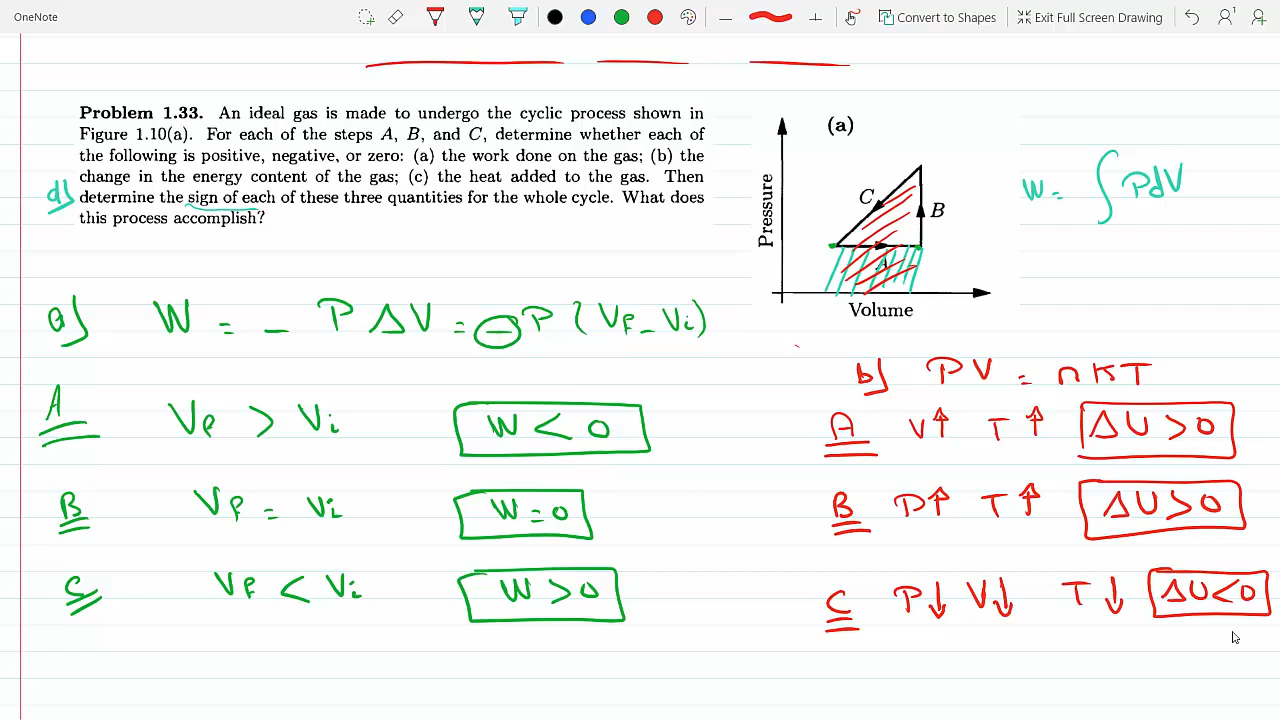 OneNote
Convert to Shapes
Exit Full Screen Drawing
Problem 1.33. An ideal gas is made to undergo the cyclic process shown in
Figure 1.10(a). For each of the steps A, B, and C, determine whether each of
the following is positive, negative, or zero: (a) the work done on the gas; (b) the
change in the energy content of the gas; (c) the heat added to the gas. Then
d) determine the sign of each of these three quantities for the whole cycle. What does
this process accomplish?
(a)
Pressure
C
B
A
Volume
W = ∫ PdV
a) W = - P ΔV = - P (Vf - Vi)
A Vf > Vi W < 0
B Vf = Vi W = 0
C Vf < Vi W > 0
b) PV = nKT
A V↑ T↑ ΔU > 0
B P↑ T↑ ΔU > 0
C P↓ V↓ T↓ ΔU < 0